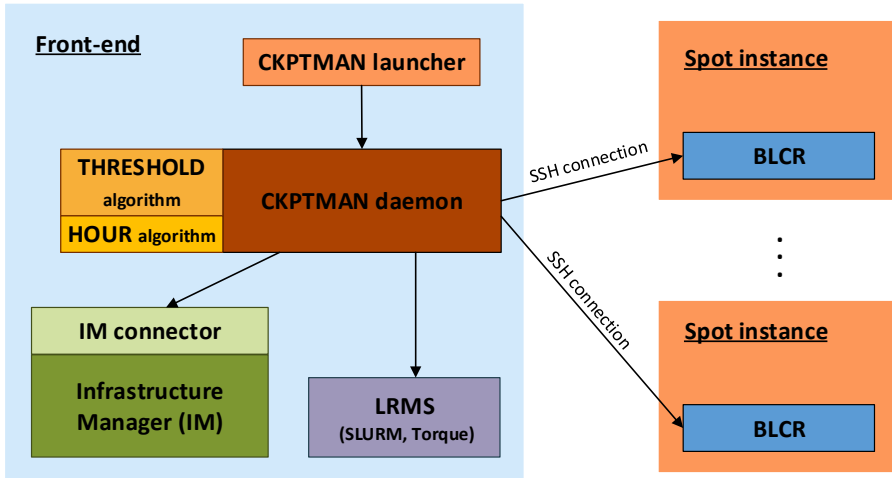 Front-end
CKPTMAN launcher
THRESHOLD
algorithm
HOUR algorithm
CKPTMAN daemon
IM connector
Infrastructure
Manager (IM)
LRMS
(SLURM, Torque)
SSH connection
SSH connection
Spot instance
BLCR
Spot instance
BLCR